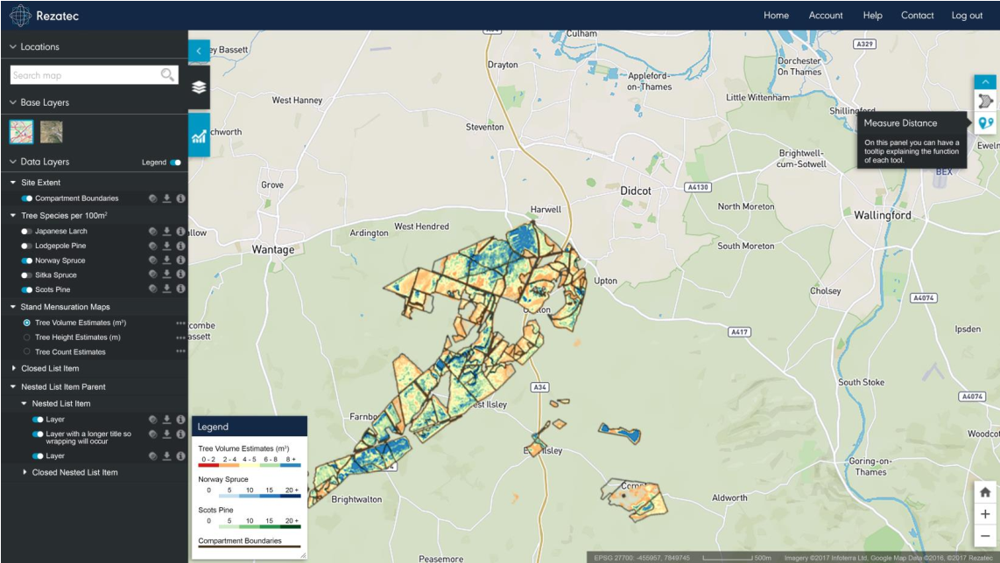 Rezatec
Home
Account
Help
Contact
Log out
Locations
Search map
Base Layers
Data Layers
Legend
Site Extent
Compartment Boundaries
Tree Species per 100m²
Japanese Larch
Lodgepole Pine
Norway Spruce
Sitka Spruce
Scots Pine
Stand Mensuration Maps
Tree Volume Estimates (m³)
Tree Height Estimates (m)
Tree Count Estimates
Closed List Item
Nested List Item Parent
Nested List Item
Layer
Layer with a longer title so
wrapping will occur
Layer
Closed Nested List Item
Culham
A329
ey Bassett
Drayton
Dorchester
On Thames
Appleford-
on-Thames
West Hanney
Little Wittenham
Shillingford
Measure Distance
On this panel you can have a
tooltip explaining the function
of each tool.
Steventon
chworth
Brightwell-
cum-Sotwell
Ewelm
BEX
Grove
Didcot
A4130
Harwell
North Moreton
Wallingford
allow
Ardington
West Hendred
Wantage
South Moreton
Upton
Cholsey
A4074
combe
assett
A417
Ipsden
South Stoke
A34
A4074
est Ilsley
Farnbo
Woodcot
Ilsley
Goring-on-
Thames
Comp
Aldworth
Brightwalton
Peasemore
Legend
Tree Volume Estimates (m³)
0 - 2 2 - 4 4 - 5 6 - 8 8 +
Norway Spruce
0 5 10 15 20 +
Scots Pine
0 5 10 15 20 +
Compartment Boundaries
EPSG 27700: -455957, 7849745
500m
Imagery ©2017 Infoterra Ltd, Google Map Data ©2016, ©2017 Rezatec